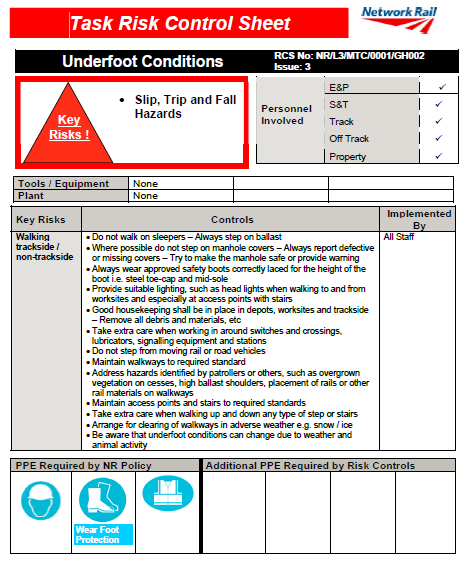 Task Risk Control Sheet
Network Rail
Underfoot Conditions
RCS No: NR/L3/MTC/0001/GH002
Issue: 3
Key
Risks !
• Slip, Trip and Fall
Hazards
Personnel
Involved
E&P ✓
S&T ✓
Track ✓
Off Track ✓
Property ✓
Tools / Equipment None
Plant None
Key Risks Controls Implemented
By
Walking
trackside /
non-trackside
• Do not walk on sleepers – Always step on ballast
• Where possible do not step on manhole covers – Always report defective
or missing covers – Try to make the manhole safe or provide warning
• Always wear approved safety boots correctly laced for the height of the
boot i.e. steel toe-cap and mid-sole
• Provide suitable lighting, such as head lights when walking to and from
worksites and especially at access points with stairs
• Good housekeeping shall be in place in depots, worksites and trackside
– Remove all debris and materials, etc
• Take extra care when working in around switches and crossings,
lubricators, signalling equipment and stations
• Do not step from moving rail or road vehicles
• Maintain walkways to required standard
• Address hazards identified by patrollers or others, such as overgrown
vegetation on cesses, high ballast shoulders, placement of rails or other
rail materials on walkways
• Maintain access points and stairs to required standards
• Take extra care when walking up and down any type of step or stairs
• Arrange for clearing of walkways in adverse weather e.g. snow / ice
• Be aware that underfoot conditions can change due to weather and
animal activity
All Staff
PPE Required by NR Policy
Additional PPE Required by Risk Controls
Wear Foot
Protection